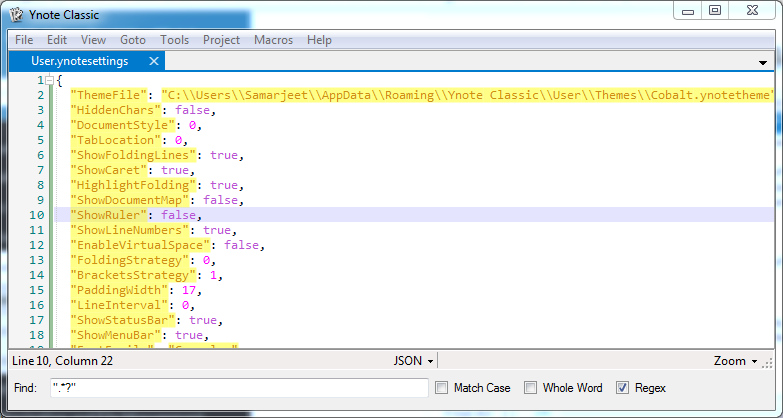 Ynote Classic
File Edit View Goto Tools Project Macros Help
User.ynotesettings
1 {
2 "ThemeFile": "C:\\Users\\Samarjeet\\AppData\\Roaming\\Ynote Classic\\User\\Themes\\Cobalt.ynotetheme"
3 "HiddenChars": false,
4 "DocumentStyle": 0,
5 "TabLocation": 0,
6 "ShowFoldingLines": true,
7 "ShowCaret": true,
8 "HighlightFolding": true,
9 "ShowDocumentMap": false,
10 "ShowRuler": false,
11 "ShowLineNumbers": true,
12 "EnableVirtualSpace": false,
13 "FoldingStrategy": 0,
14 "BracketsStrategy": 1,
15 "PaddingWidth": 17,
16 "LineInterval": 0,
17 "ShowStatusBar": true,
18 "ShowMenuBar": true,
Line 10, Column 22 JSON Zoom
Find: ".*?" Match Case Whole Word Regex